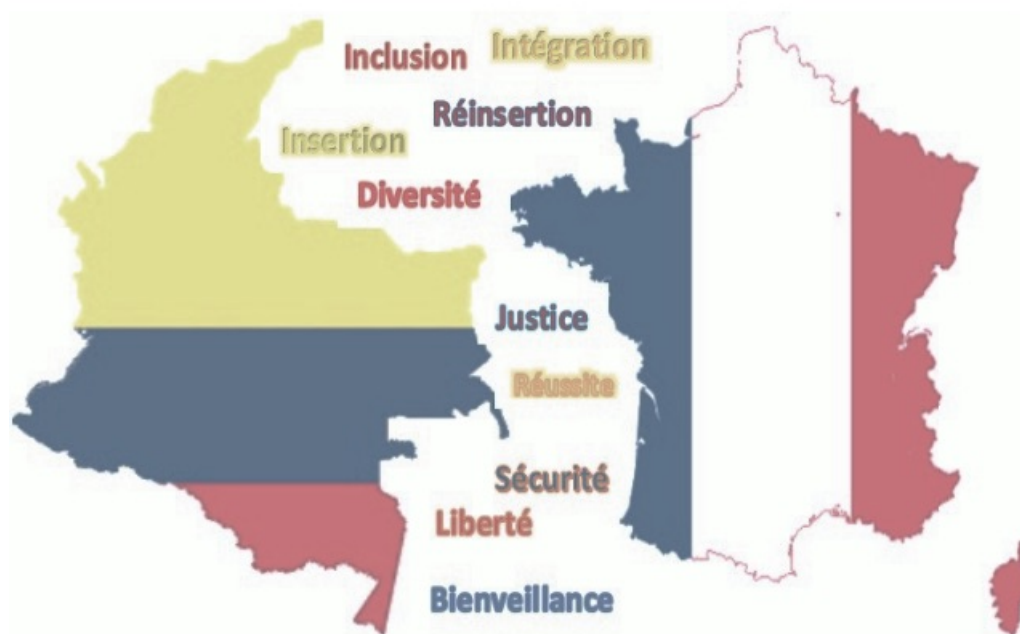 Inclusion
Intégration
Réinsertion
Insertion
Diversité
Justice
Réussite
Sécurité
Liberté
Bienveillance